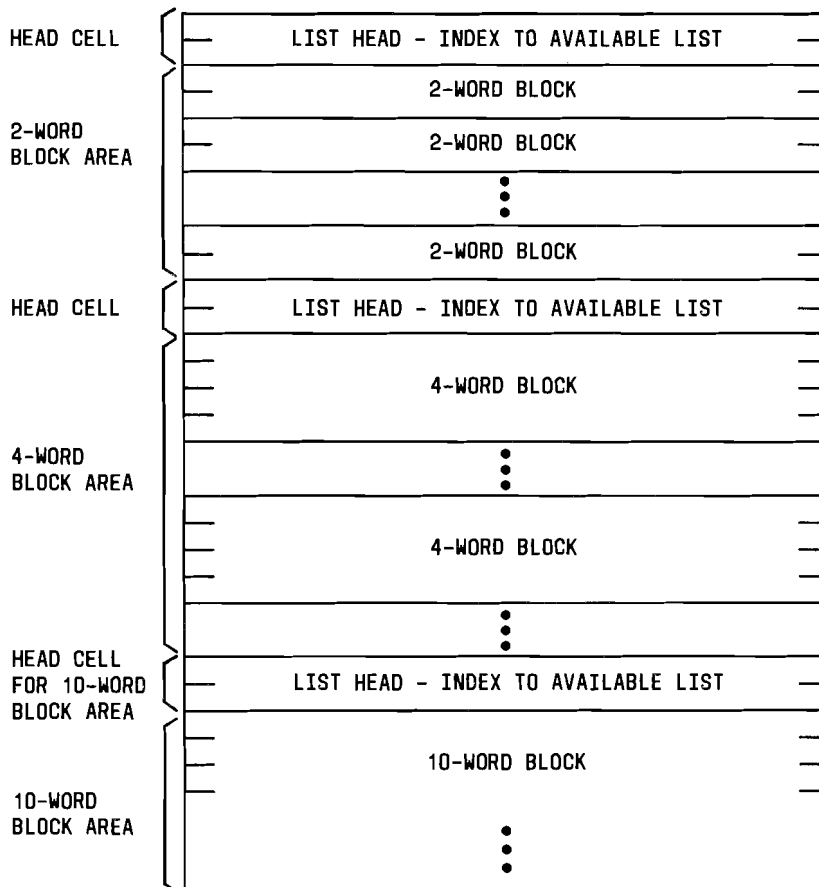 HEAD CELL
LIST HEAD - INDEX TO AVAILABLE LIST
2-WORD BLOCK
2-WORD
BLOCK AREA
2-WORD BLOCK
2-WORD BLOCK
HEAD CELL
LIST HEAD - INDEX TO AVAILABLE LIST
4-WORD BLOCK
4-WORD
BLOCK AREA
4-WORD BLOCK
HEAD CELL
FOR 10-WORD
BLOCK AREA
LIST HEAD - INDEX TO AVAILABLE LIST
10-WORD BLOCK
10-WORD
BLOCK AREA